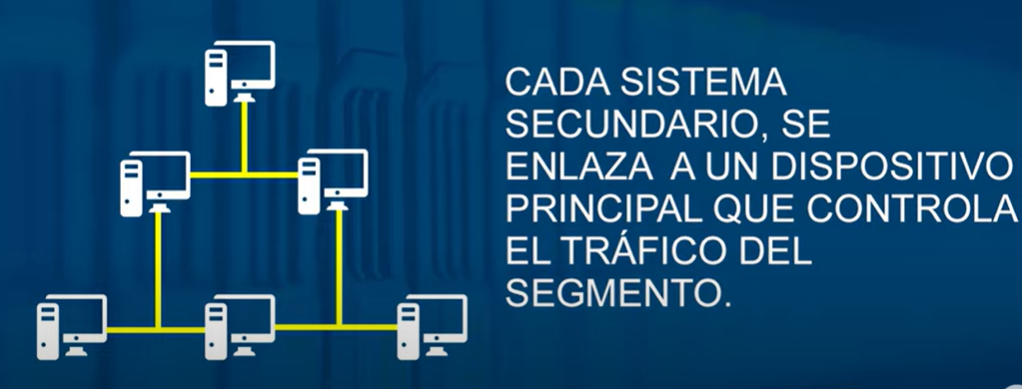 CADA SISTEMA
SECUNDARIO, SE
ENLAZA A UN DISPOSITIVO
PRINCIPAL QUE CONTROLA
EL TRÁFICO DEL
SEGMENTO.